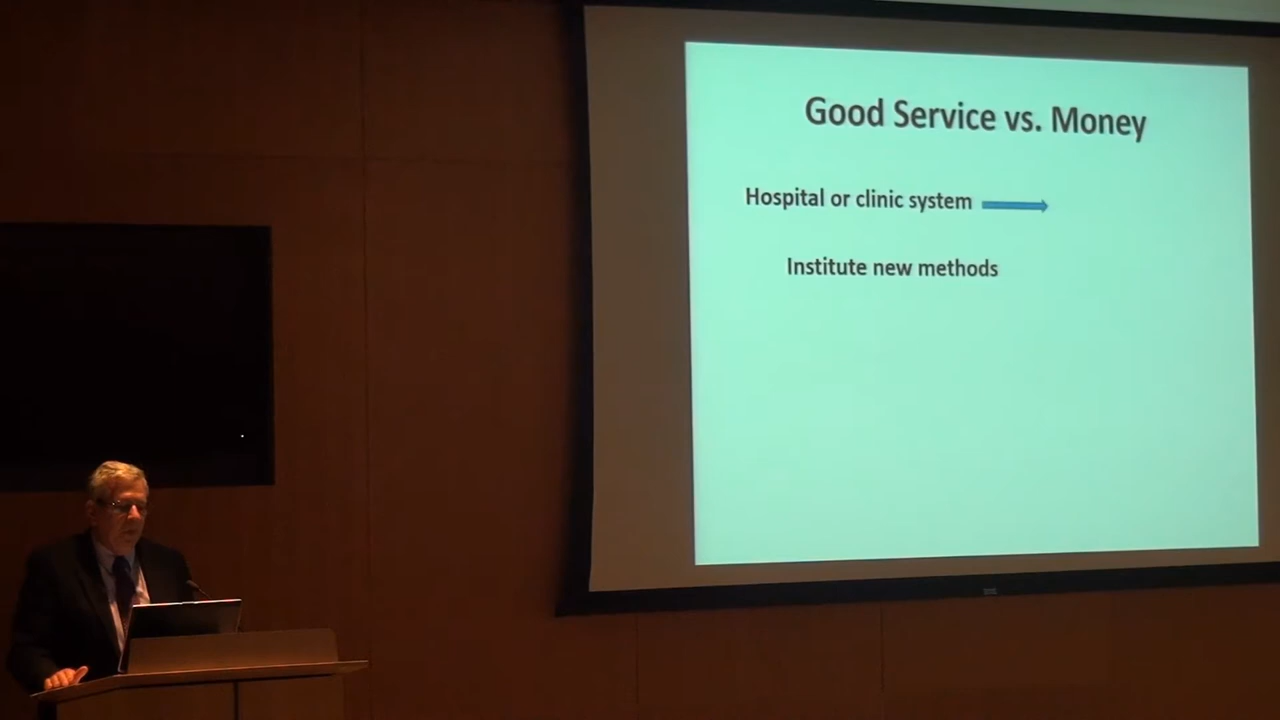 Good Service vs. Money
Hospital or clinic system
Institute new methods